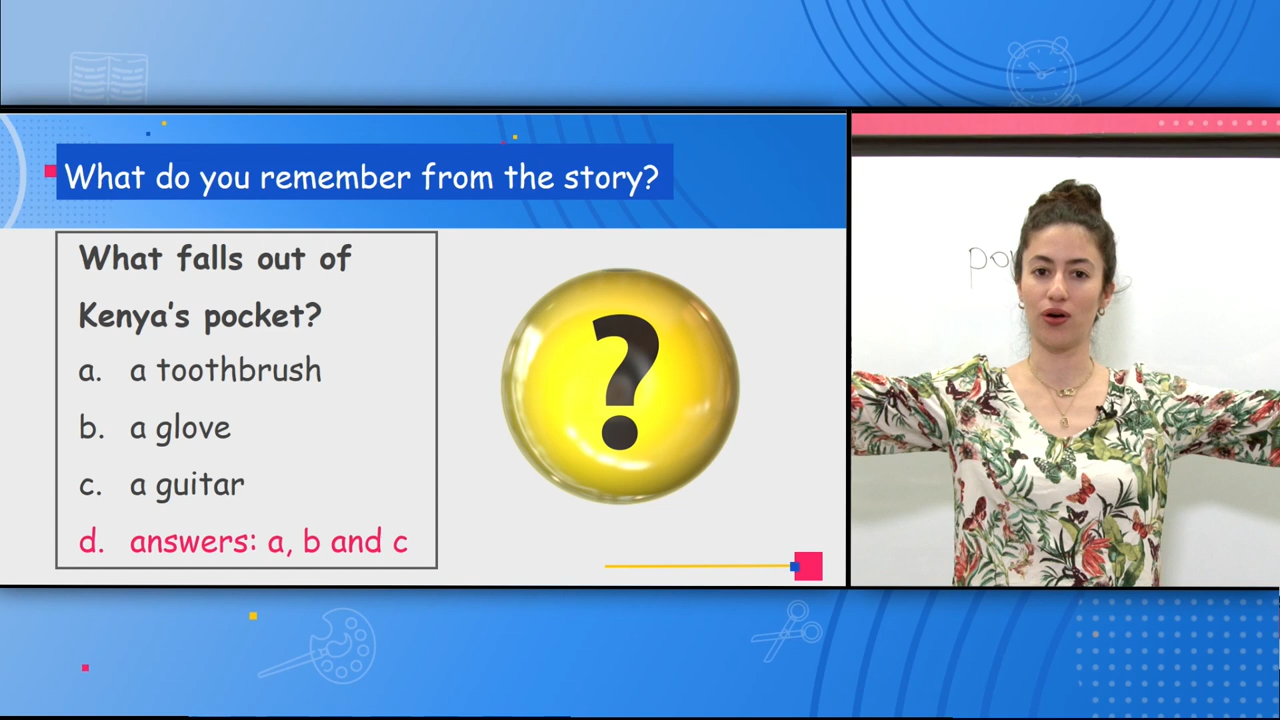 What do you remember from the story?
What falls out of
Kenya's pocket?
a. a toothbrush
b. a glove
c. a guitar
d. answers: a, b and c
?